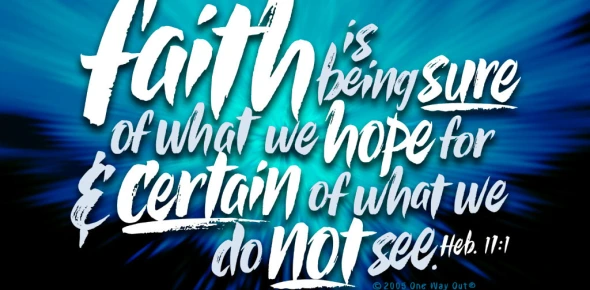 faith is
being sure
of what we hope for
& certain of what we
do not see.
Heb. 11:1
© 2005 One Way Out®